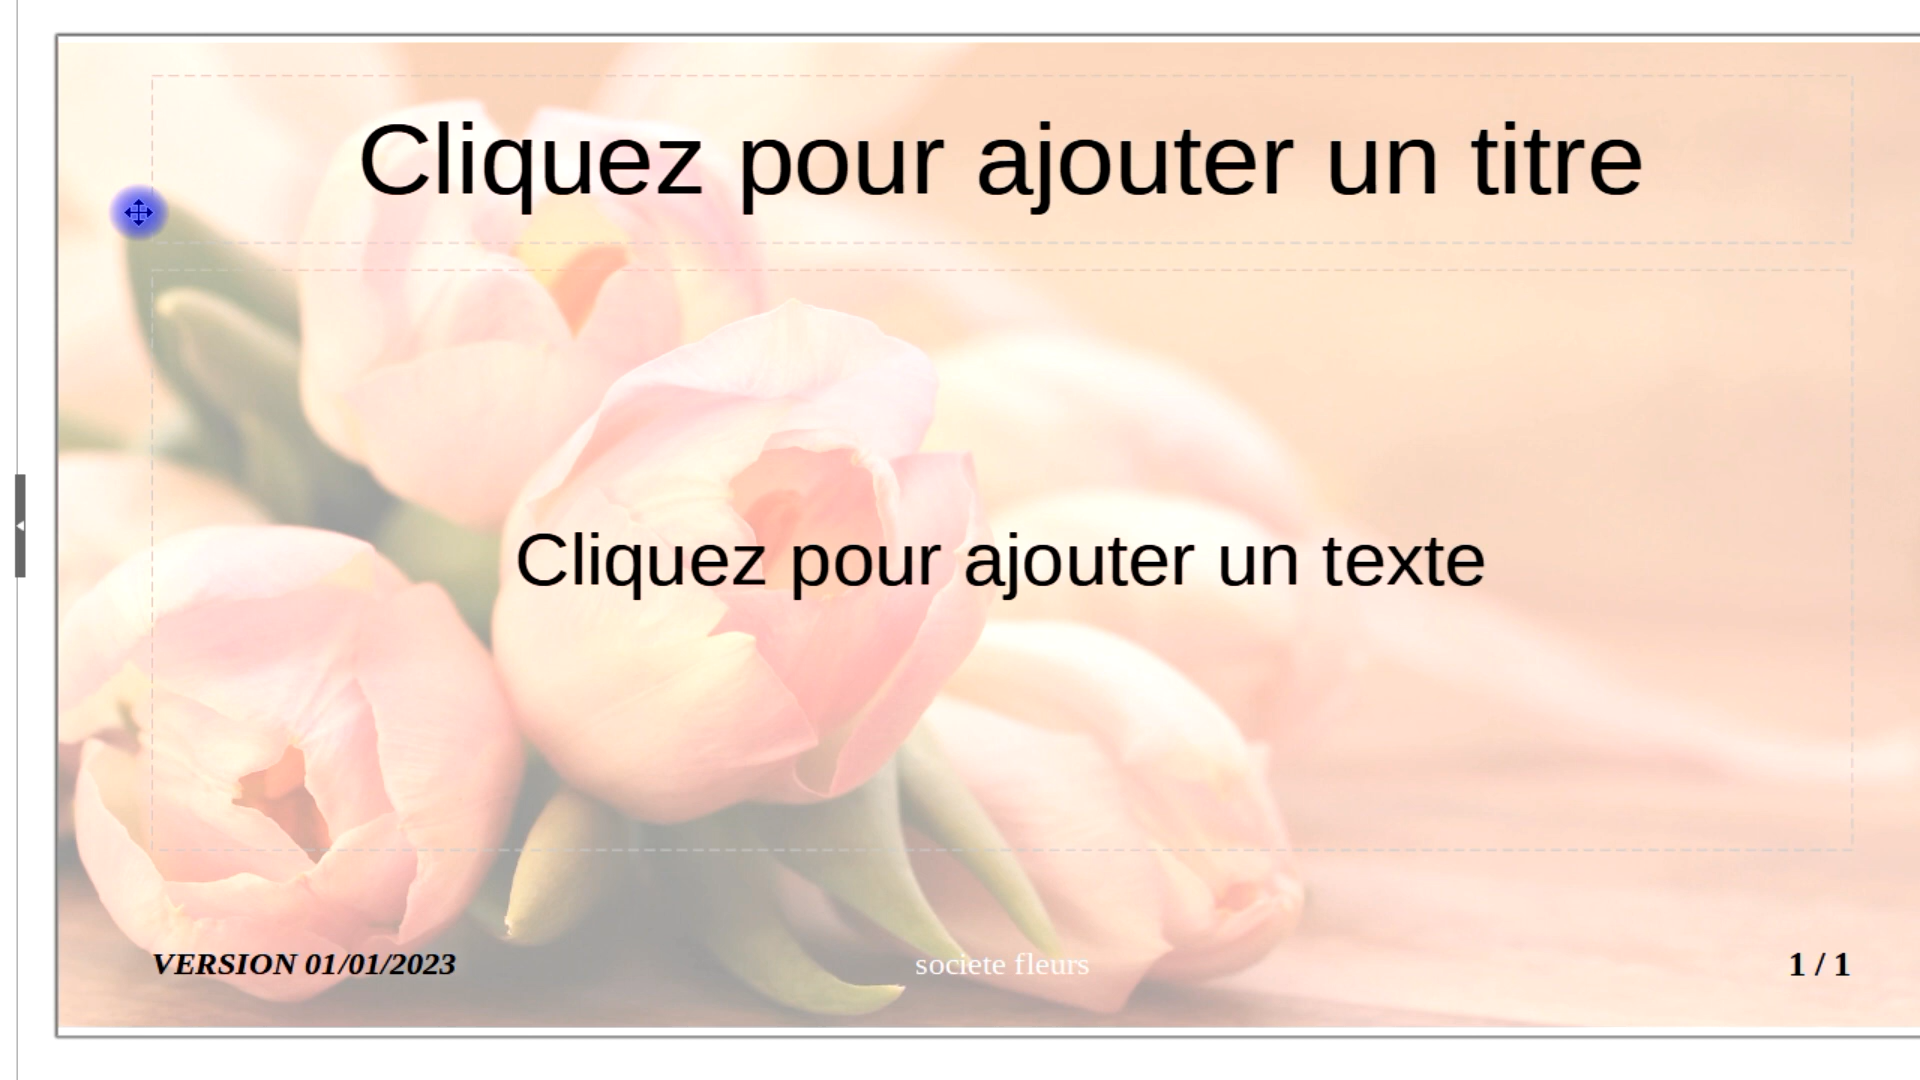 Cliquez pour ajouter un titre
Cliquez pour ajouter un texte
VERSION 01/01/2023
societe fleurs
1 / 1